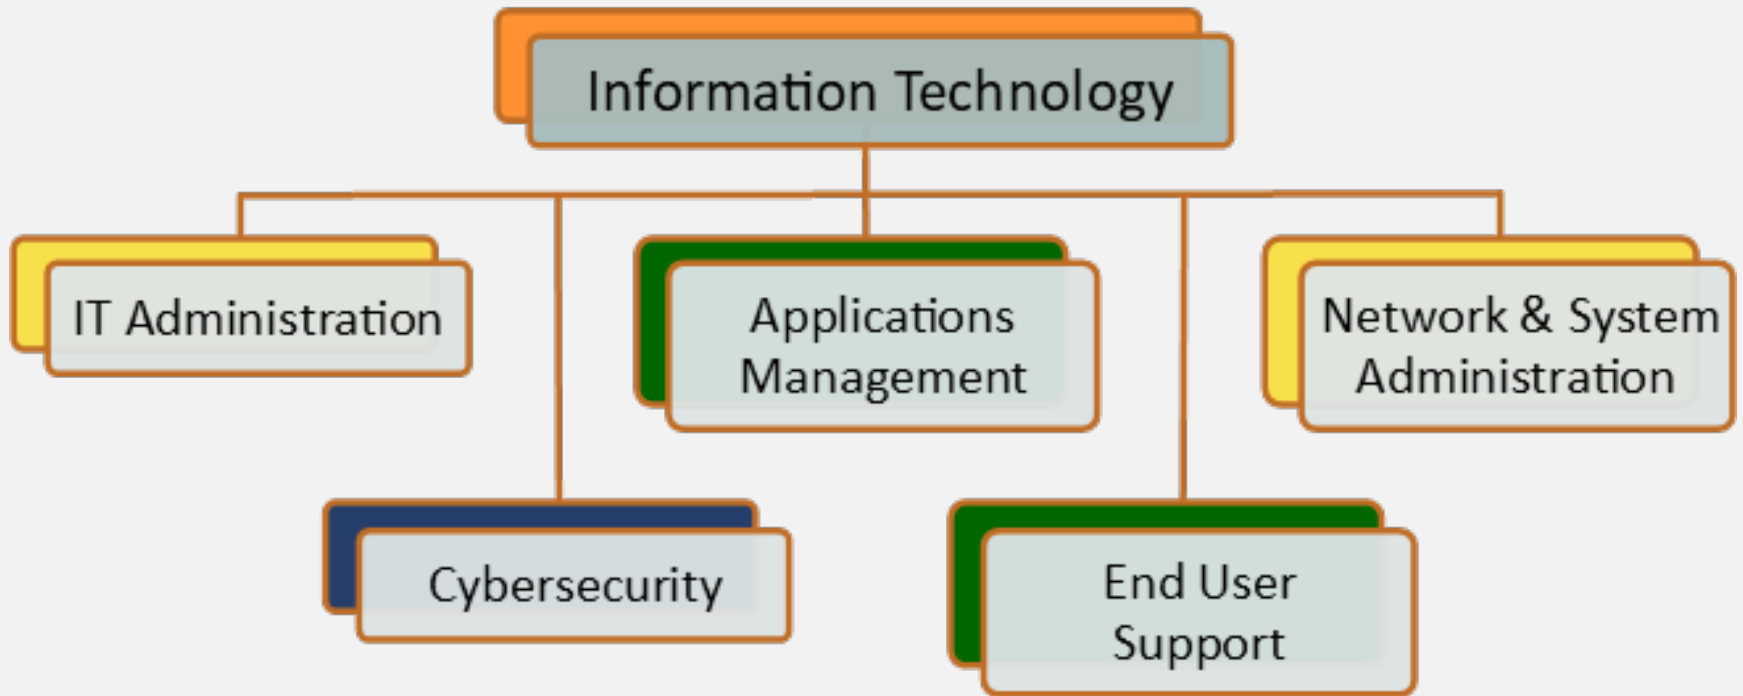 Information Technology
IT Administration
Applications
Management
Network & System
Administration
Cybersecurity
End User
Support